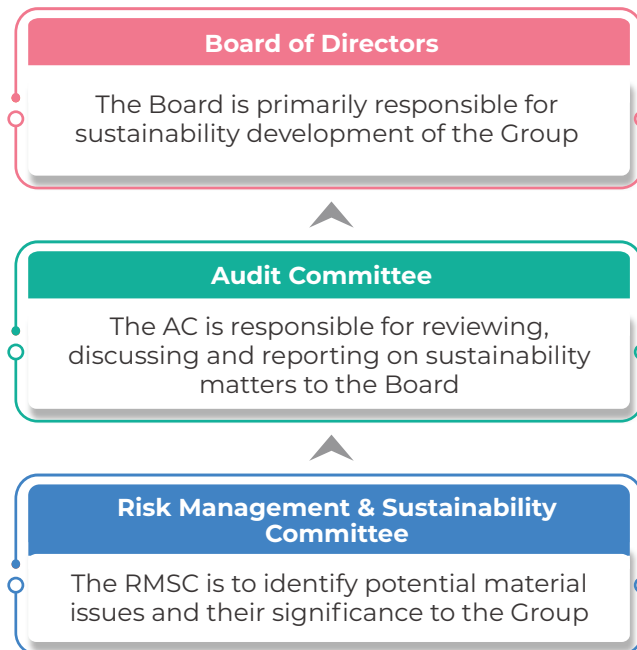 Board of Directors
The Board is primarily responsible for
sustainability development of the Group
Audit Committee
The AC is responsible for reviewing,
discussing and reporting on sustainability
matters to the Board
Risk Management & Sustainability
Committee
The RMSC is to identify potential material
issues and their significance to the Group